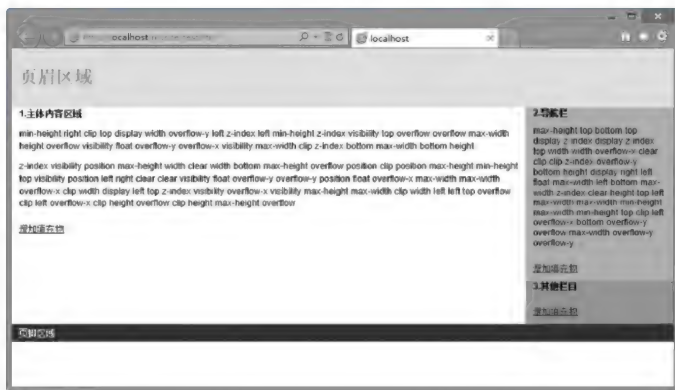 localhost
localhost
页眉区域
1.主体内容区域
min-height right clip top display width overflow-y left z-index left min-height z-index visibility top overflow overflow max-width
height overflow visibility float overflow-y overflow-x visibility max-width clip z-index bottom max-width bottom height
z-index visibility position max-height width clear width bottom max-height overflow position clip position max-height min-height
top visibility position left right clear clear visibility float overflow-y overflow-y position float overflow-x max-width max-width
overflow-x clip width display left top z-index visibility overflow-x visibility max-height max-width clip width left left top overflow
clip left overflow-x clip height overflow clip height max-height overflow
添加填充物
2.导航栏
max-height top bottom top
display z-index display z-index
top width width overflow-x clear
clip clip z-index overflow-y
bottom height display right left
float max-width left bottom max-
width z-index clear height top left
max-width max-width min-height
max-width min-height top clip left
overflow-x bottom overflow-y
overflow max-width overflow-y
overflow-y
添加填充物
3.其他栏目
添加填充物
页脚区域